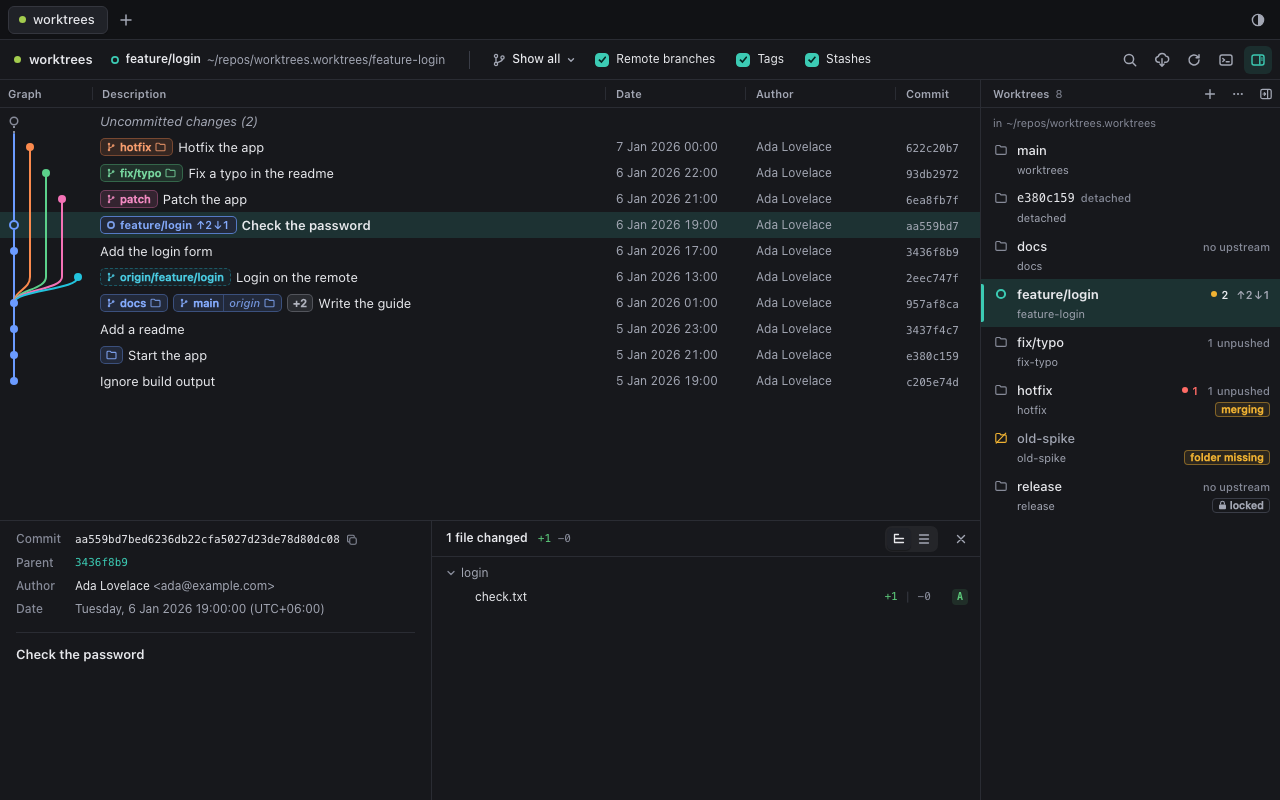 worktrees
worktrees feature/login ~/repos/worktrees.worktrees/feature-login Show all Remote branches Tags Stashes
Graph Description Date Author Commit
Uncommitted changes (2)
hotfix Hotfix the app 7 Jan 2026 00:00 Ada Lovelace 622c20b7
fix/typo Fix a typo in the readme 6 Jan 2026 22:00 Ada Lovelace 93db2972
patch Patch the app 6 Jan 2026 21:00 Ada Lovelace 6ea8fb7f
feature/login ↑2↓1 Check the password 6 Jan 2026 19:00 Ada Lovelace aa559bd7
Add the login form 6 Jan 2026 17:00 Ada Lovelace 3436f8b9
origin/feature/login Login on the remote 6 Jan 2026 13:00 Ada Lovelace 2eec747f
docs main origin +2 Write the guide 6 Jan 2026 01:00 Ada Lovelace 957af8ca
Add a readme 5 Jan 2026 23:00 Ada Lovelace 3437f4c7
Start the app 5 Jan 2026 21:00 Ada Lovelace e380c159
Ignore build output 5 Jan 2026 19:00 Ada Lovelace c205e74d
Worktrees 8
in ~/repos/worktrees.worktrees
main
worktrees
e380c159 detached
detached
docs no upstream
docs
feature/login 2 ↑2↓1
feature-login
fix/typo 1 unpushed
fix-typo
hotfix 1 1 unpushed
hotfix merging
old-spike
old-spike folder missing
release no upstream
release locked
Commit aa559bd7bed6236db22cfa5027d23de78d80dc08
Parent 3436f8b9
Author Ada Lovelace <ada@example.com>
Date Tuesday, 6 Jan 2026 19:00:00 (UTC+06:00)
Check the password
1 file changed +1 −0
login
check.txt +1 | −0 A